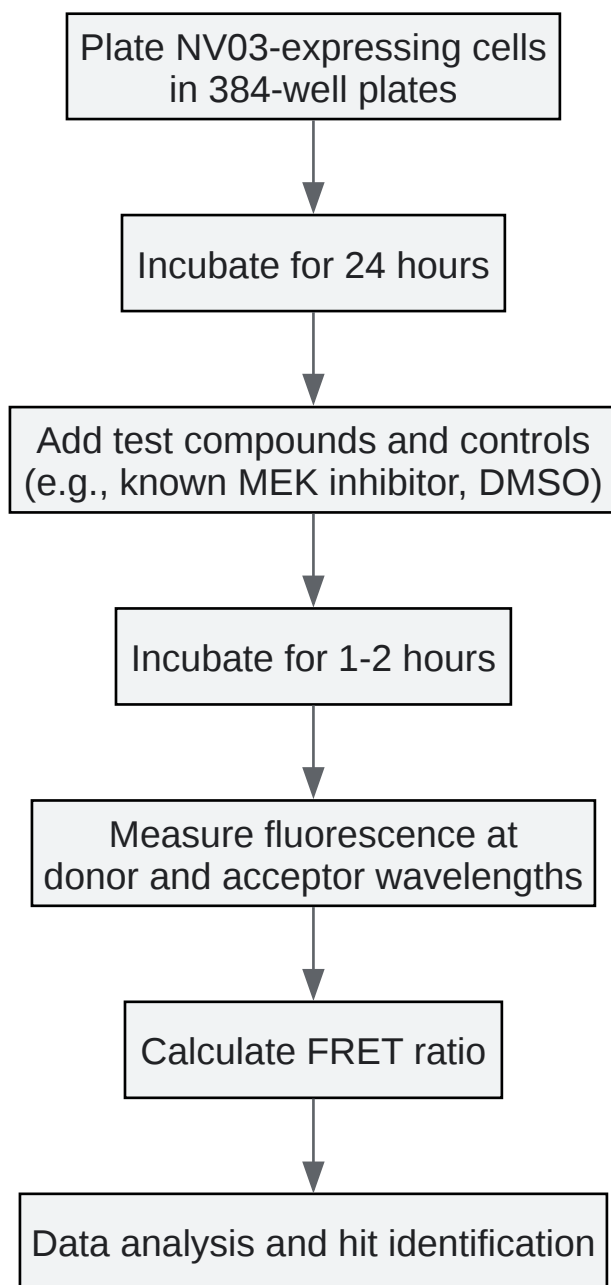 Plate NV03-expressing cells
in 384-well plates
Incubate for 24 hours
Add test compounds and controls
(e.g., known MEK inhibitor, DMSO)
Incubate for 1-2 hours
Measure fluorescence at
donor and acceptor wavelengths
Calculate FRET ratio
Data analysis and hit identification